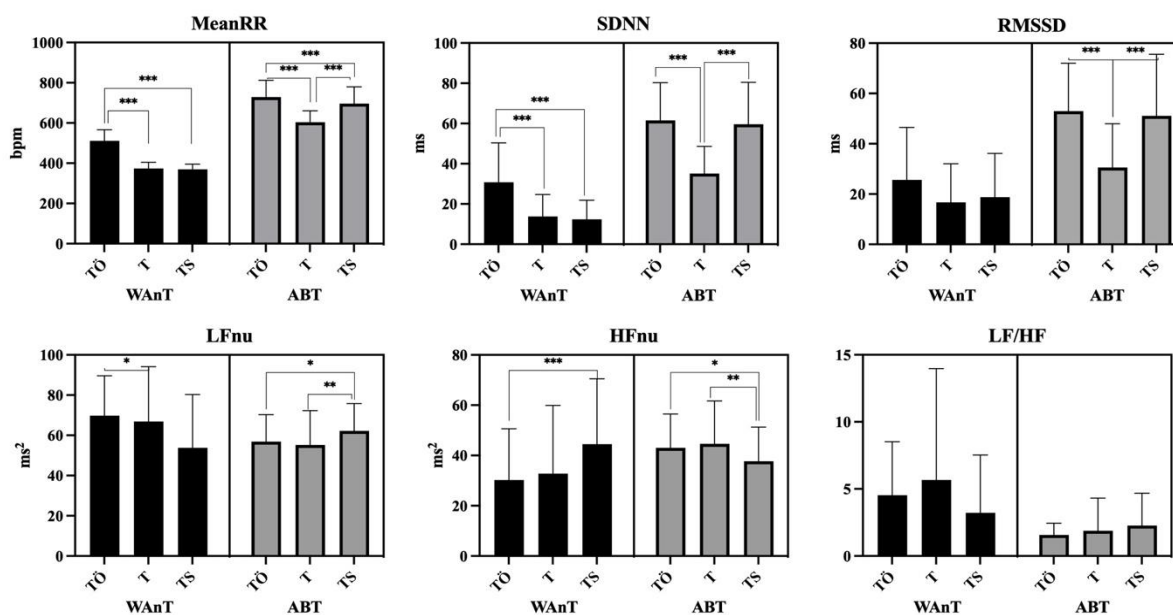 MeanRR
bpm
1000
800
600
400
200
0
***
***
***
***
***
TÖ T TS TÖ T TS
WAnT ABT
SDNN
ms
100
80
60
40
20
0
***
***
***
***
TÖ T TS TÖ T TS
WAnT ABT
RMSSD
ms
80
60
40
20
0
*** ***
TÖ T TS TÖ T TS
WAnT ABT
LFnu
ms²
100
80
60
40
20
0
*
*
**
TÖ T TS TÖ T TS
WAnT ABT
HFnu
ms²
80
60
40
20
0
***
*
**
TÖ T TS TÖ T TS
WAnT ABT
LF/HF
15
10
5
0
TÖ T TS TÖ T TS
WAnT ABT